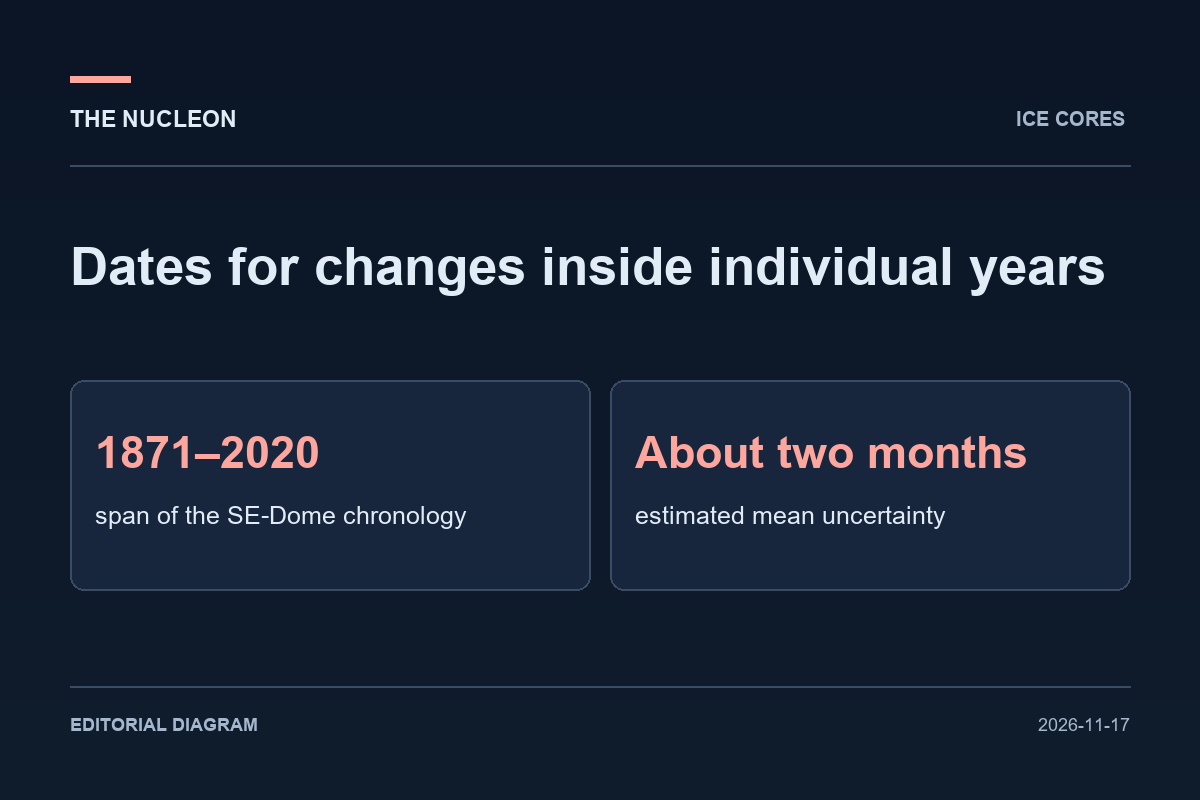 THE NUCLEON
ICE CORES
Dates for changes inside individual years
1871–2020
span of the SE-Dome chronology
About two months
estimated mean uncertainty
EDITORIAL DIAGRAM
2026-11-17